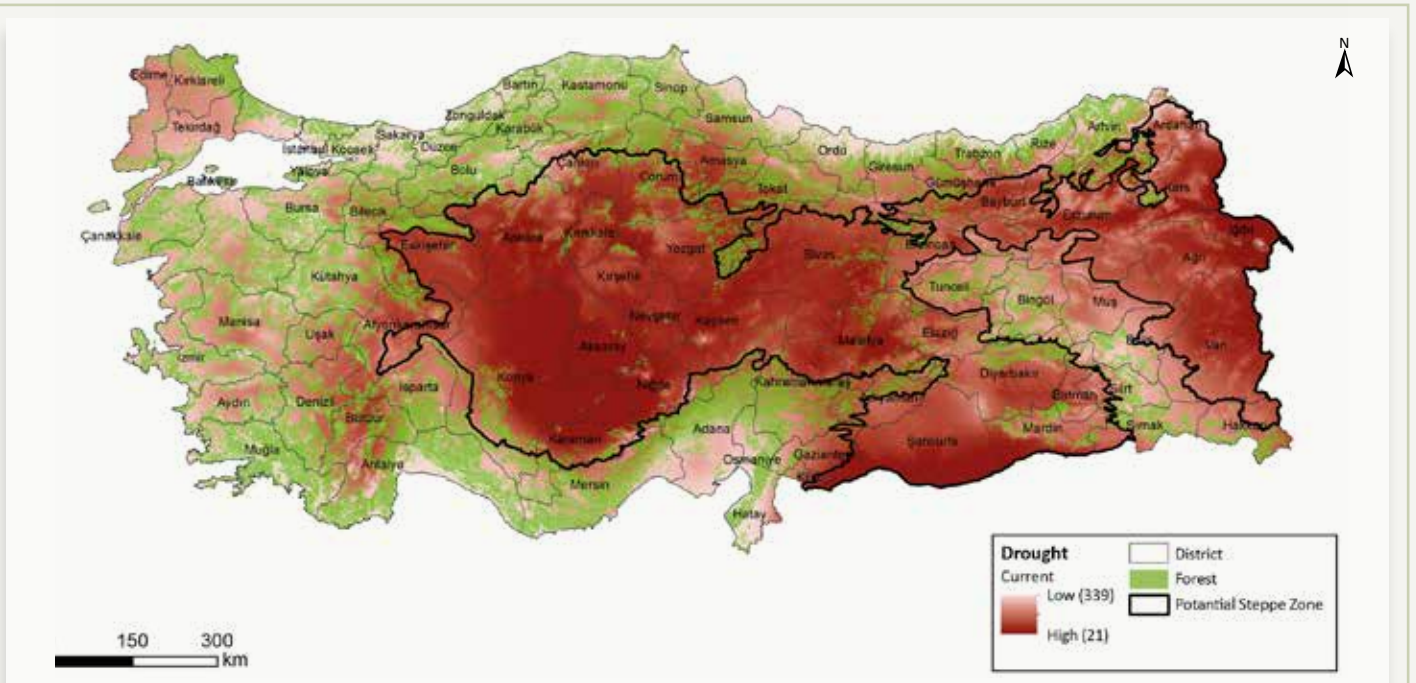 N
Edirne
Kırklareli
Tekirdağ
İstanbul
Kocaeli
Sakarya
Yalova
Düzce
Zonguldak
Bartın
Karabük
Kastamonu
Sinop
Samsun
Bolu
Çankırı
Çorum
Amasya
Tokat
Ordu
Giresun
Trabzon
Rize
Artvin
Ardahan
Gümüşhane
Bayburt
Erzurum
Kars
Iğdır
Ağrı
Çanakkale
Balıkesir
Bursa
Bilecik
Eskişehir
Ankara
Kırıkkale
Yozgat
Sivas
Erzincan
Tunceli
Bingöl
Muş
Kütahya
Manisa
Uşak
Afyonkarahisar
Kırşehir
Nevşehir
Kayseri
Malatya
Elazığ
Van
İzmir
Aksaray
Konya
Niğde
Isparta
Aydın
Denizli
Burdur
Kahramanmaraş
Diyarbakır
Batman
Siirt
Muğla
Antalya
Karaman
Adana
Osmaniye
Gaziantep
Şanlıurfa
Mardin
Şırnak
Hakkari
Mersin
Hatay
Drought
Current
Low (339)
High (21)
District
Forest
Potantial Steppe Zone
150 300
km